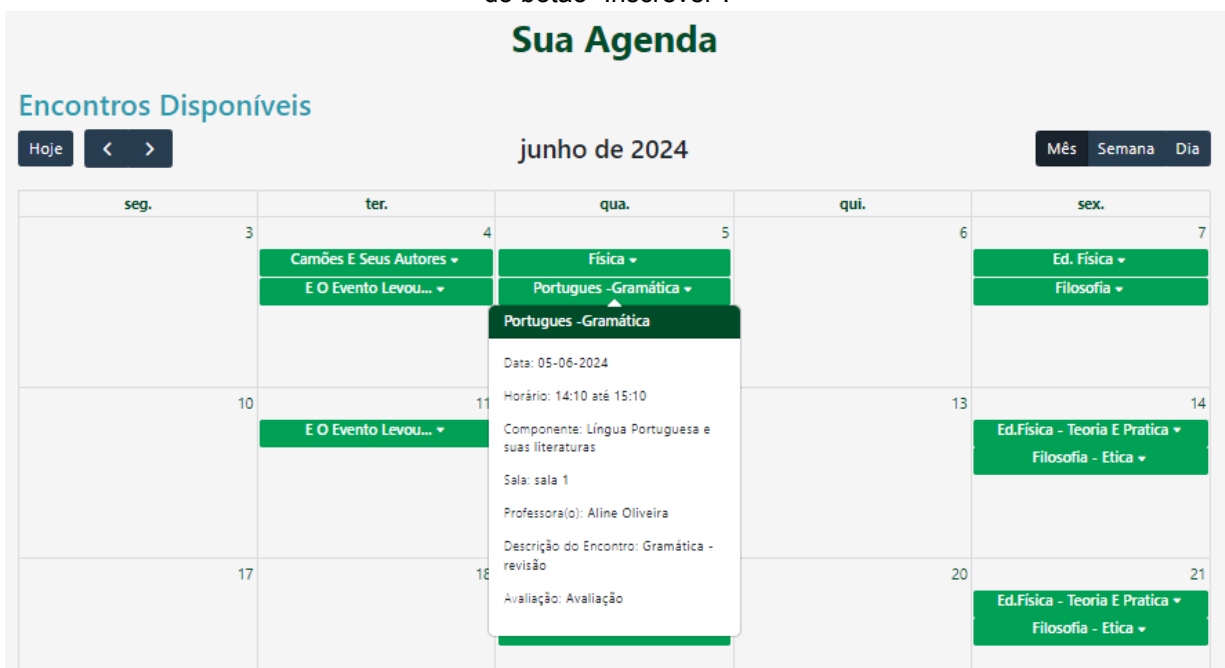 do botão "Inscrever".
Sua Agenda
Encontros Disponíveis
Hoje
junho de 2024
Mês Semana Dia
seg. ter. qua. qui. sex.
3 4 5 6 7
Camões E Seus Autores Física Ed. Física
E O Evento Levou... Portugues -Gramática Filosofia
Portugues -Gramática
Data: 05-06-2024
Horário: 14:10 até 15:10
Componente: Língua Portuguesa e
suas literaturas
Sala: sala 1
Professora(o): Aline Oliveira
Descrição do Encontro: Gramática -
revisão
Avaliação: Avaliação
10 11 13 14
E O Evento Levou... Ed.Física - Teoria E Pratica
Filosofia - Etica
17 18 20 21
Ed.Física - Teoria E Pratica
Filosofia - Etica